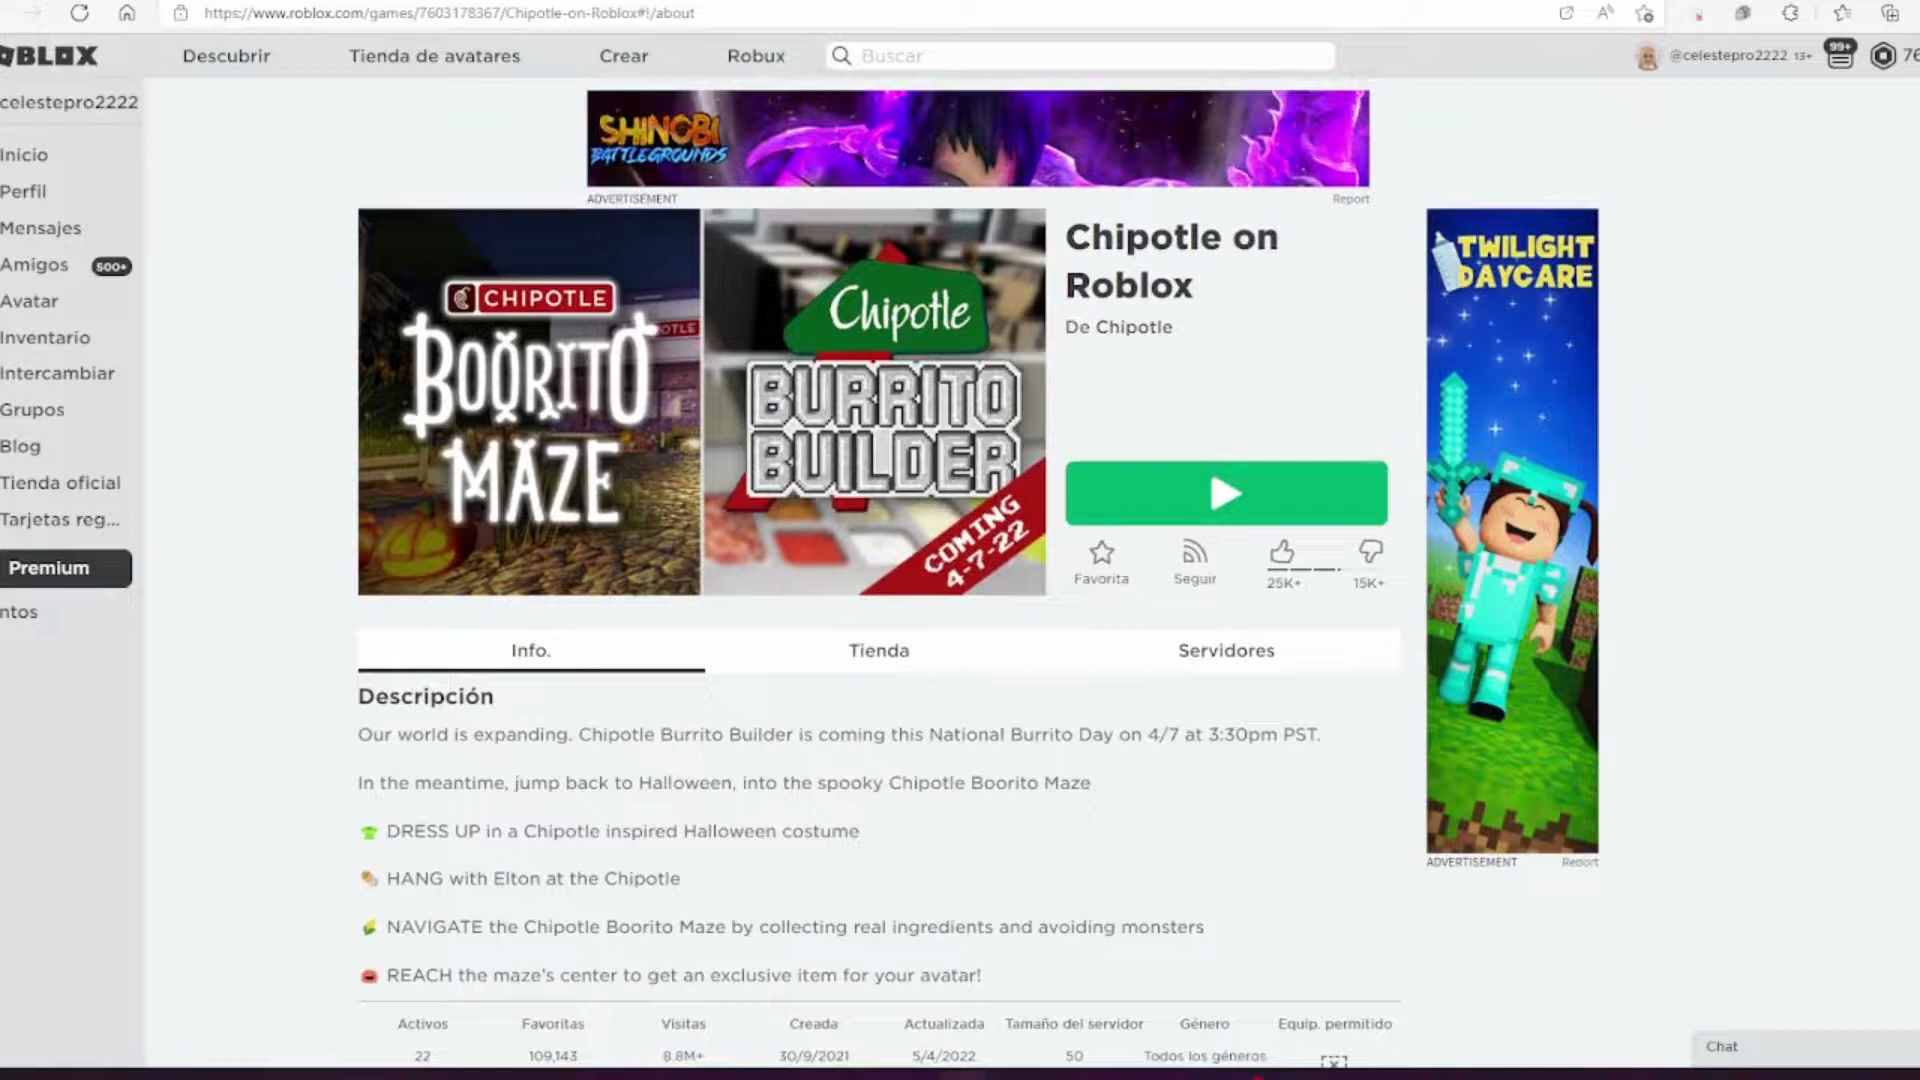 https://www.roblox.com/games/7603178367/Chipotle-on-Roblox#!/about
Descubrir
Tienda de avatares
Crear
Robux
Buscar
@celestepro2222 13+
99+
celestepro2222
Inicio
Perfil
Mensajes
Amigos 500+
Avatar
Inventario
Intercambiar
Grupos
Blog
Tienda oficial
Tarjetas reg...
Premium
ntos
SHINOBI
BATTLEGROUNDS
ADVERTISEMENT
Report
CHIPOTLE
BOORITO
MAZE
Chipotle
BURRITO
BUILDER
COMING
4-7-22
Chipotle on
Roblox
De Chipotle
Favorita
Seguir
25K+
15K+
TWILIGHT
DAYCARE
ADVERTISEMENT
Report
Info.
Tienda
Servidores
Descripción
Our world is expanding. Chipotle Burrito Builder is coming this National Burrito Day on 4/7 at 3:30pm PST.
In the meantime, jump back to Halloween, into the spooky Chipotle Boorito Maze
DRESS UP in a Chipotle inspired Halloween costume
HANG with Elton at the Chipotle
NAVIGATE the Chipotle Boorito Maze by collecting real ingredients and avoiding monsters
REACH the maze's center to get an exclusive item for your avatar!
Activos Favoritas Visitas Creada Actualizada Tamaño del servidor Género Equip. permitido
22 109,143 8.8M+ 30/9/2021 5/4/2022 50 Todos los géneros
Chat